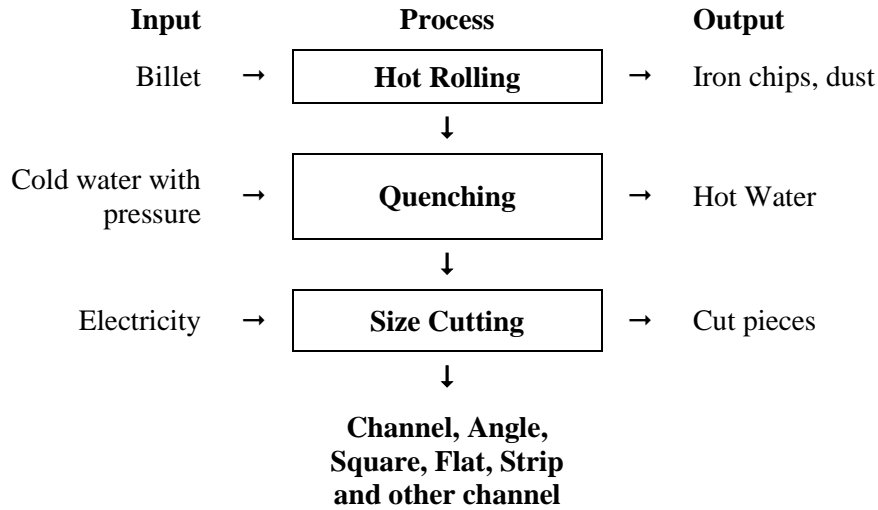 Input Process Output
Billet → Hot Rolling → Iron chips, dust
↓
Cold water with
pressure → Quenching → Hot Water
↓
Electricity → Size Cutting → Cut pieces
↓
Channel, Angle,
Square, Flat, Strip
and other channel